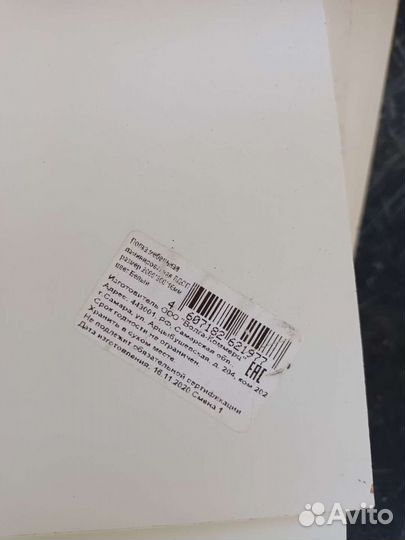 Полка мебельная
ламинированная ЛДСП
размер 2000 16мм
цвет Белый
4 607182 621977
EAC
Изготовитель ООО "Волга Коммерц"
Адрес: 443001 РФ, Самарская обл.,
г. Самара, ул. Арцыбушевская, д. 204, ком 202
Срок годности не ограничен.
Хранить в сухом месте.
Не подлежит обязательной сертификации
Дата изготовления: 16.11.2020 Смена 1
Avito